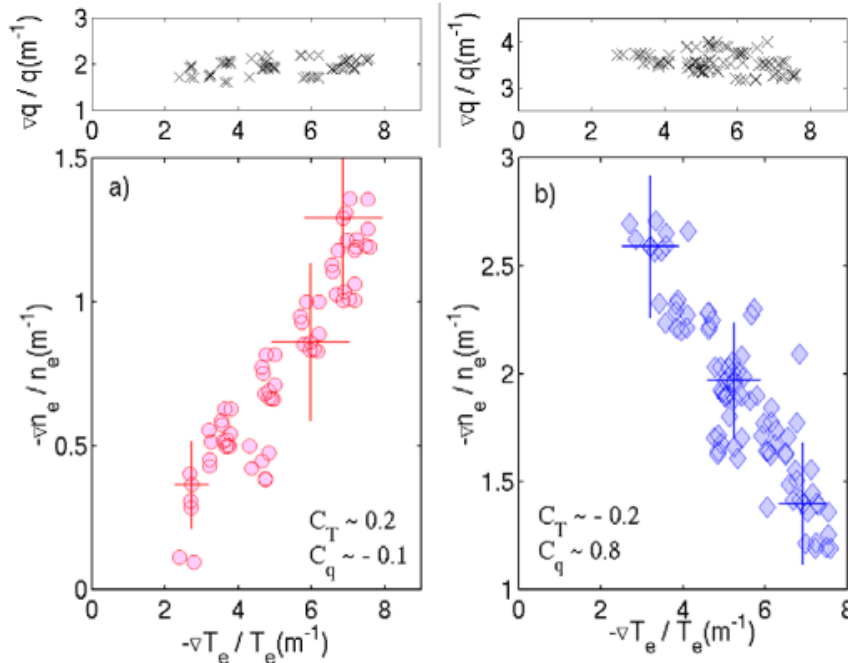 3
2
1
∇q / q(m⁻¹)
0 2 4 6 8
4
3
∇q / q(m⁻¹)
0 2 4 6 8
a)
1.5
1
0.5
0
-∇n_e / n_e(m⁻¹)
C_T ~ 0.2
C_q ~ - 0.1
0 2 4 6 8
-∇T_e / T_e(m⁻¹)
b)
3
2.5
2
1.5
1
-∇n_e / n_e(m⁻¹)
C_T ~ - 0.2
C_q ~ 0.8
0 2 4 6 8
-∇T_e / T_e(m⁻¹)